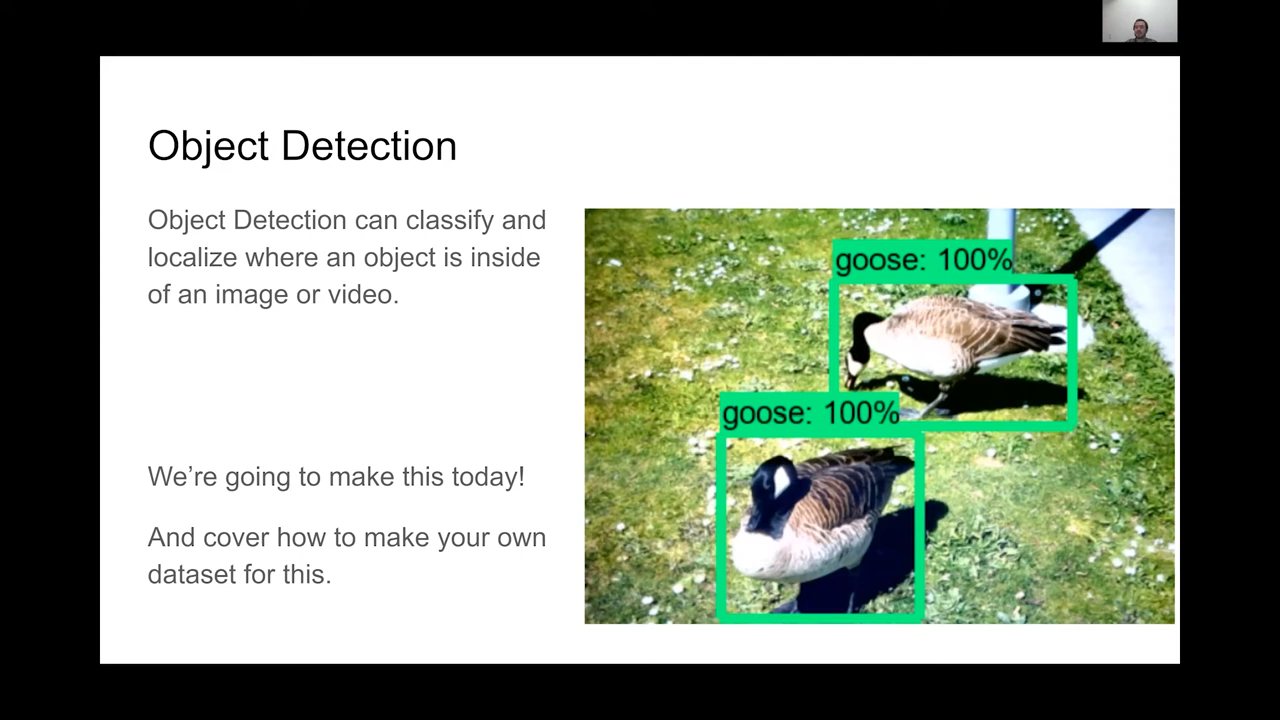 Object Detection
Object Detection can classify and
localize where an object is inside
of an image or video.
We’re going to make this today!
And cover how to make your own
dataset for this.
goose: 100%
goose: 100%